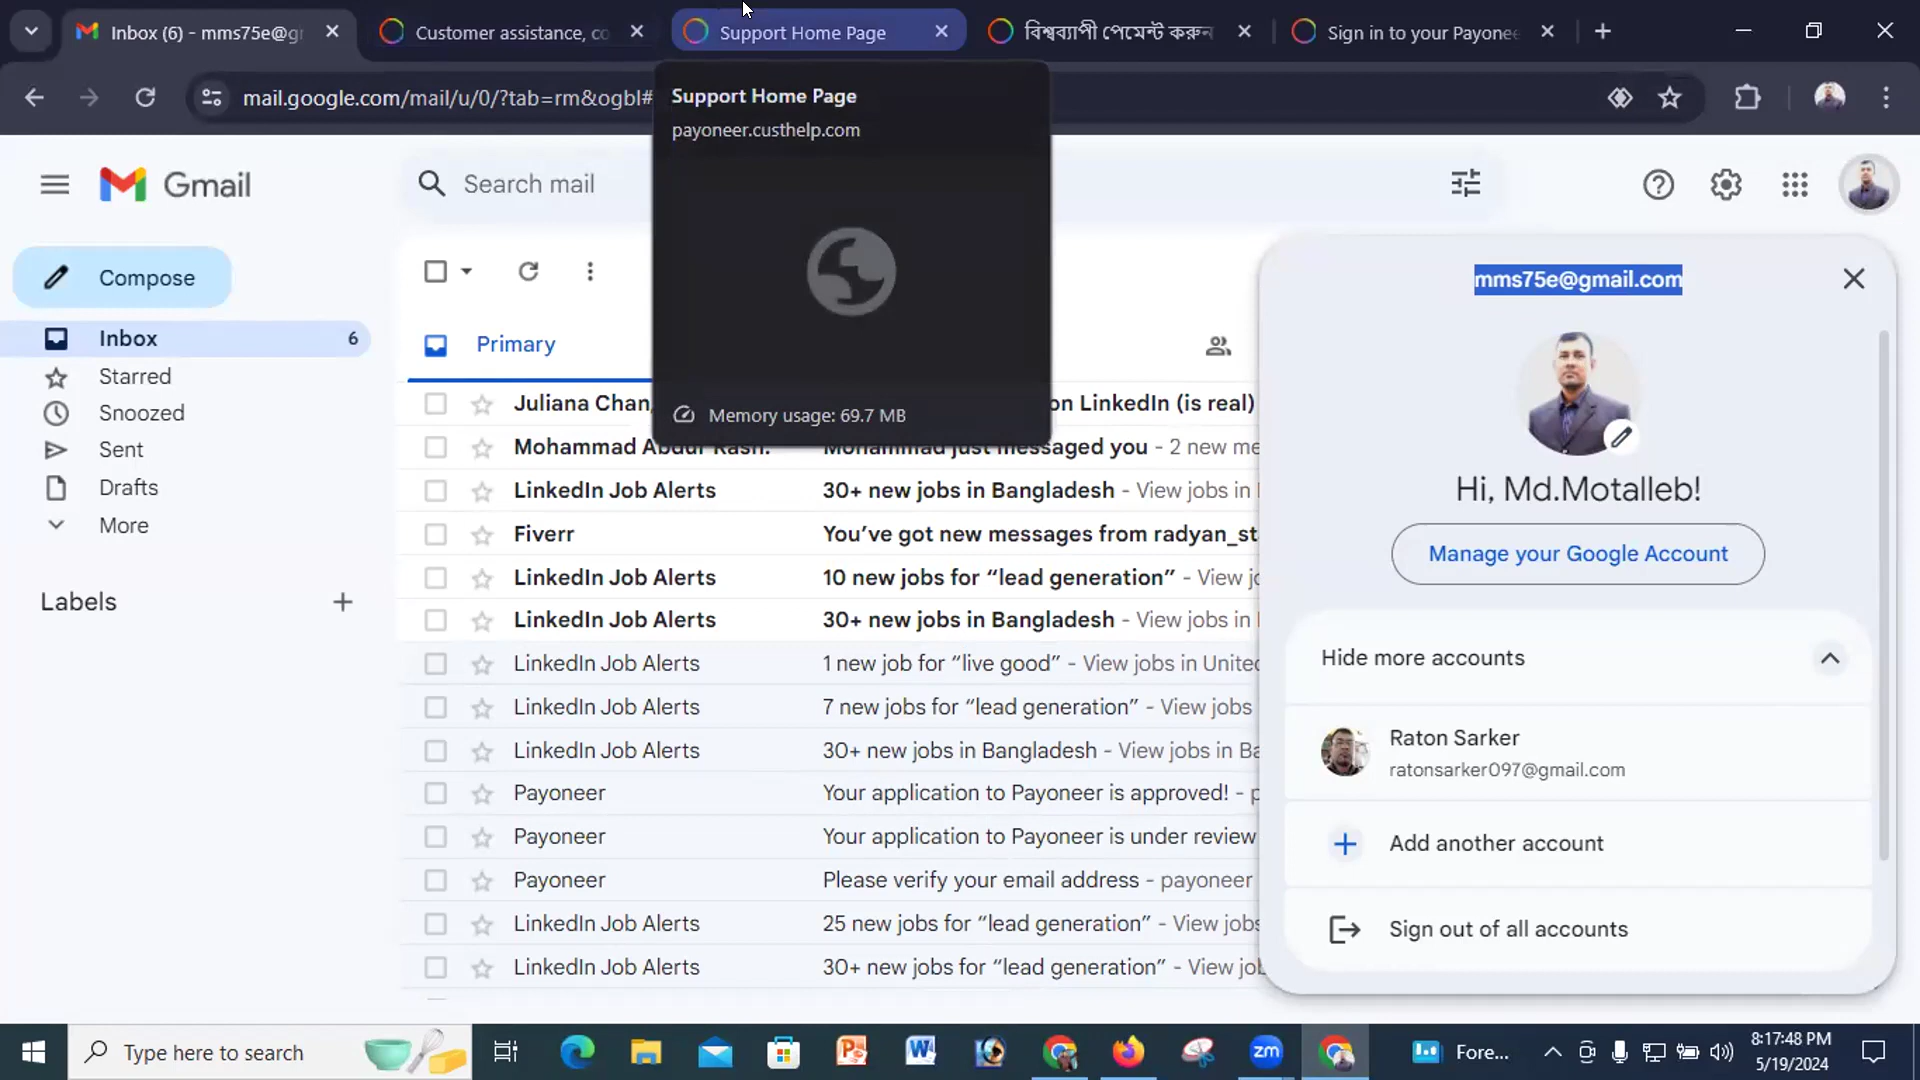 Inbox (6) - mms75e@gr
Customer assistance, co
Support Home Page
বিশ্বব্যাপী পেমেন্ট করুন
Sign in to your Payonee
mail.google.com/mail/u/0/?tab=rm&ogbl#
Support Home Page
payoneer.custhelp.com
Memory usage: 69.7 MB
Gmail
Search mail
Compose
Inbox 6
Starred
Snoozed
Sent
Drafts
More
Labels
Primary
Juliana Chan, on LinkedIn (is real)
Mohammad Abdur Rash. Mohammad just messaged you - 2 new me
LinkedIn Job Alerts 30+ new jobs in Bangladesh - View jobs in
Fiverr You’ve got new messages from radyan_st
LinkedIn Job Alerts 10 new jobs for “lead generation” - View jo
LinkedIn Job Alerts 30+ new jobs in Bangladesh - View jobs in
LinkedIn Job Alerts 1 new job for “live good” - View jobs in United
LinkedIn Job Alerts 7 new jobs for “lead generation” - View jobs
LinkedIn Job Alerts 30+ new jobs in Bangladesh - View jobs in Ba
Payoneer Your application to Payoneer is approved! - p
Payoneer Your application to Payoneer is under review
Payoneer Please verify your email address - payoneer
LinkedIn Job Alerts 25 new jobs for “lead generation” - View jobs
LinkedIn Job Alerts 30+ new jobs for “lead generation” - View job
mms75e@gmail.com
Hi, Md.Motalleb!
Manage your Google Account
Hide more accounts
Raton Sarker
ratonsarker097@gmail.com
Add another account
Sign out of all accounts
Type here to search
zm
Fore...
8:17:48 PM
5/19/2024